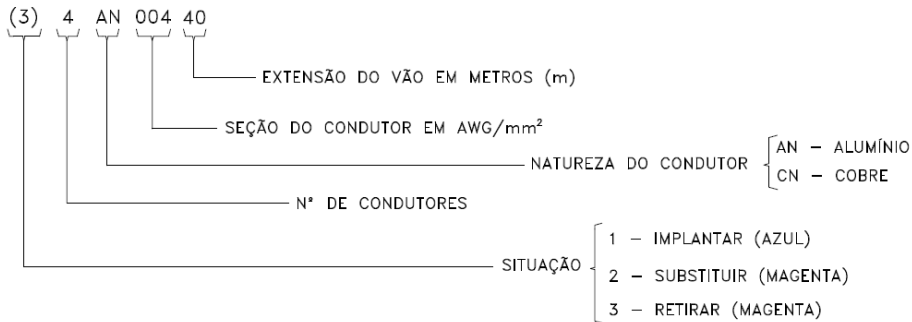 (3) 4 AN 004 40
EXTENSÃO DO VÃO EM METROS (m)
SEÇÃO DO CONDUTOR EM AWG/mm²
NATUREZA DO CONDUTOR
AN – ALUMÍNIO
CN – COBRE
Nº DE CONDUTORES
SITUAÇÃO
1 – IMPLANTAR (AZUL)
2 – SUBSTITUIR (MAGENTA)
3 – RETIRAR (MAGENTA)